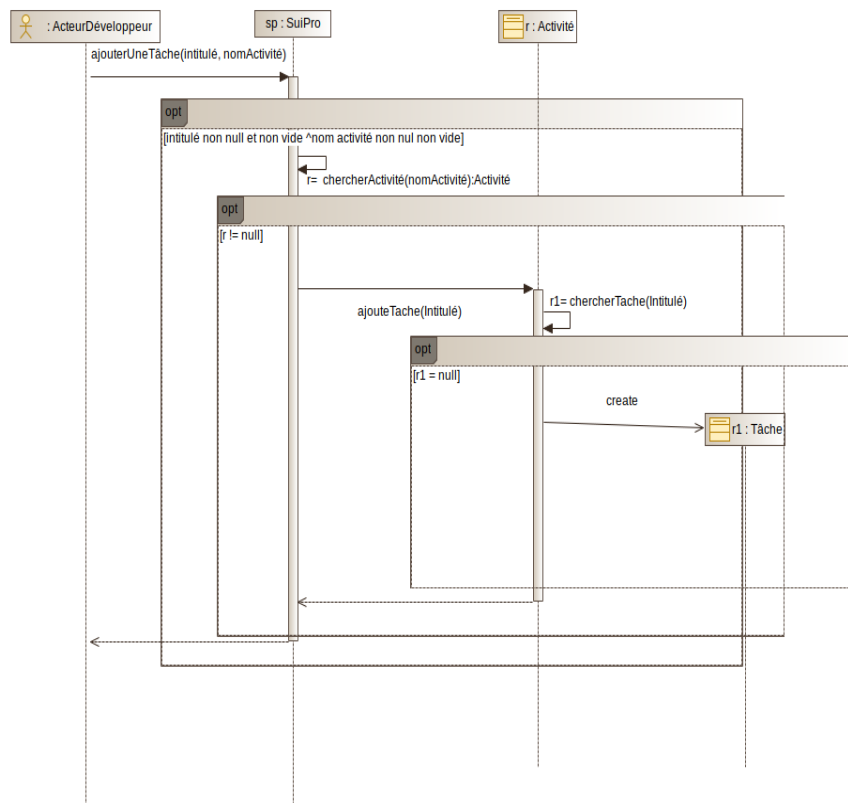 : ActeurDéveloppeur
sp : SuiPro
r : Activité
ajouterUneTâche(intitulé, nomActivité)
opt
[intitulé non null et non vide ^nom activité non nul non vide]
r= chercherActivité(nomActivité):Activité
opt
[r != null]
ajouteTache(Intitulé)
r1= chercherTache(Intitulé)
opt
[r1 = null]
create
r1 : Tâche